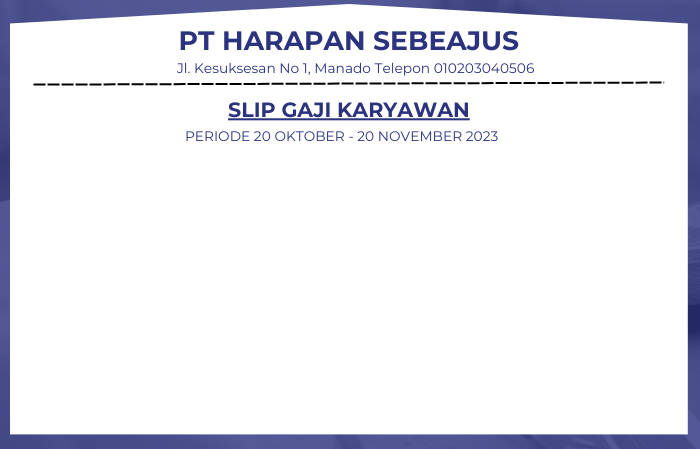 PT HARAPAN SEBEAJUS
Jl. Kesuksesan No 1, Manado Telepon 010203040506
SLIP GAJI KARYAWAN
PERIODE 20 OKTOBER - 20 NOVEMBER 2023